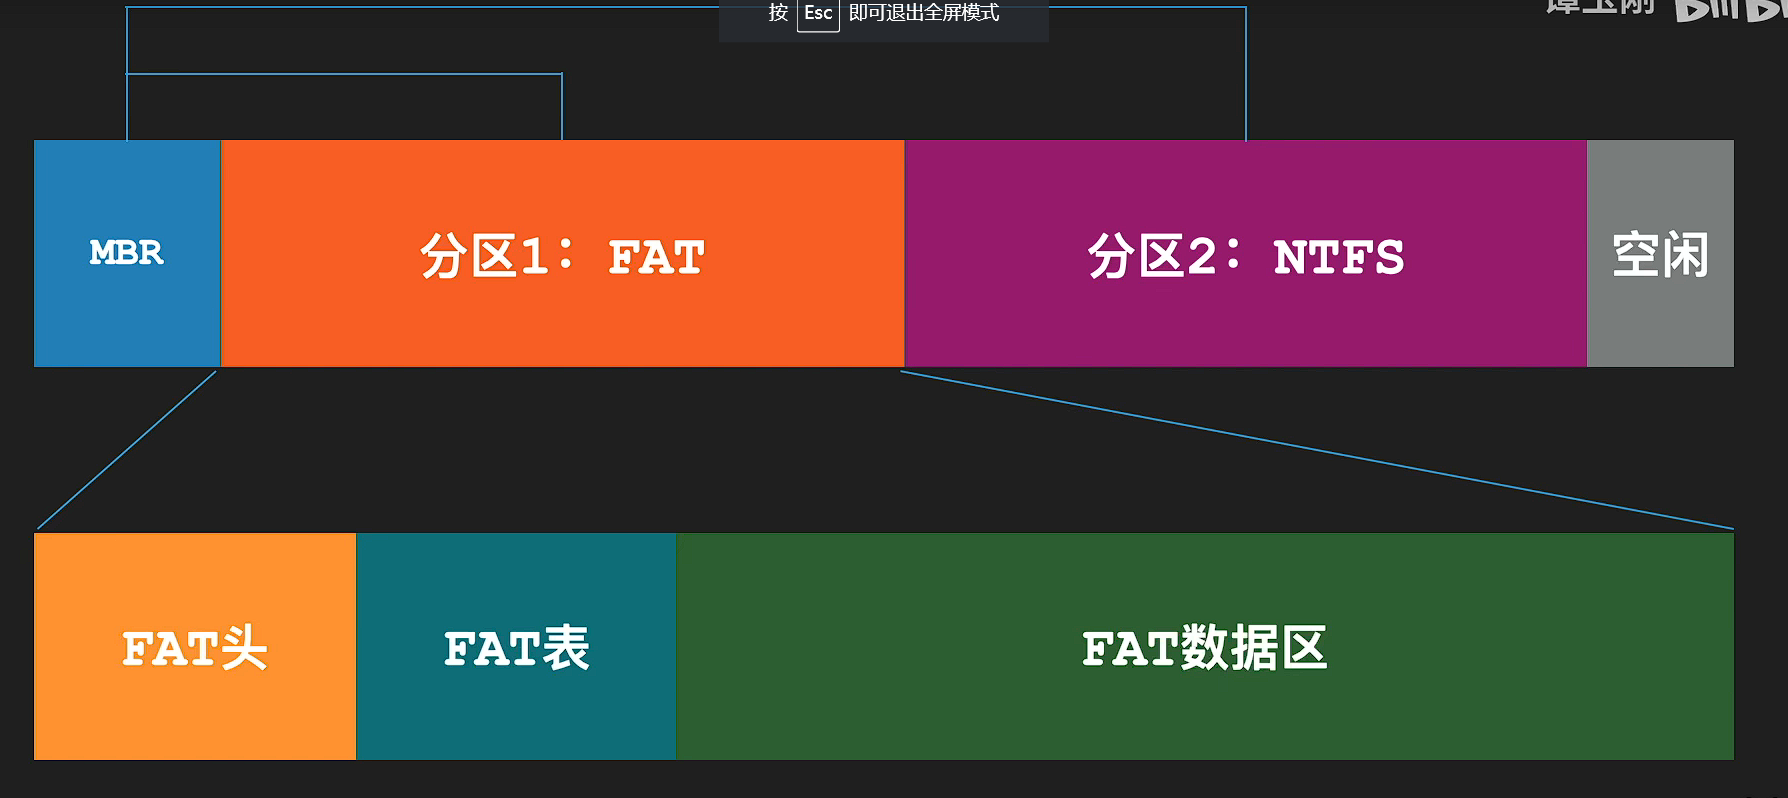 按 Esc 即可退出全屏模式
MBR
分区1：FAT
分区2：NTFS
空闲
FAT头
FAT表
FAT数据区